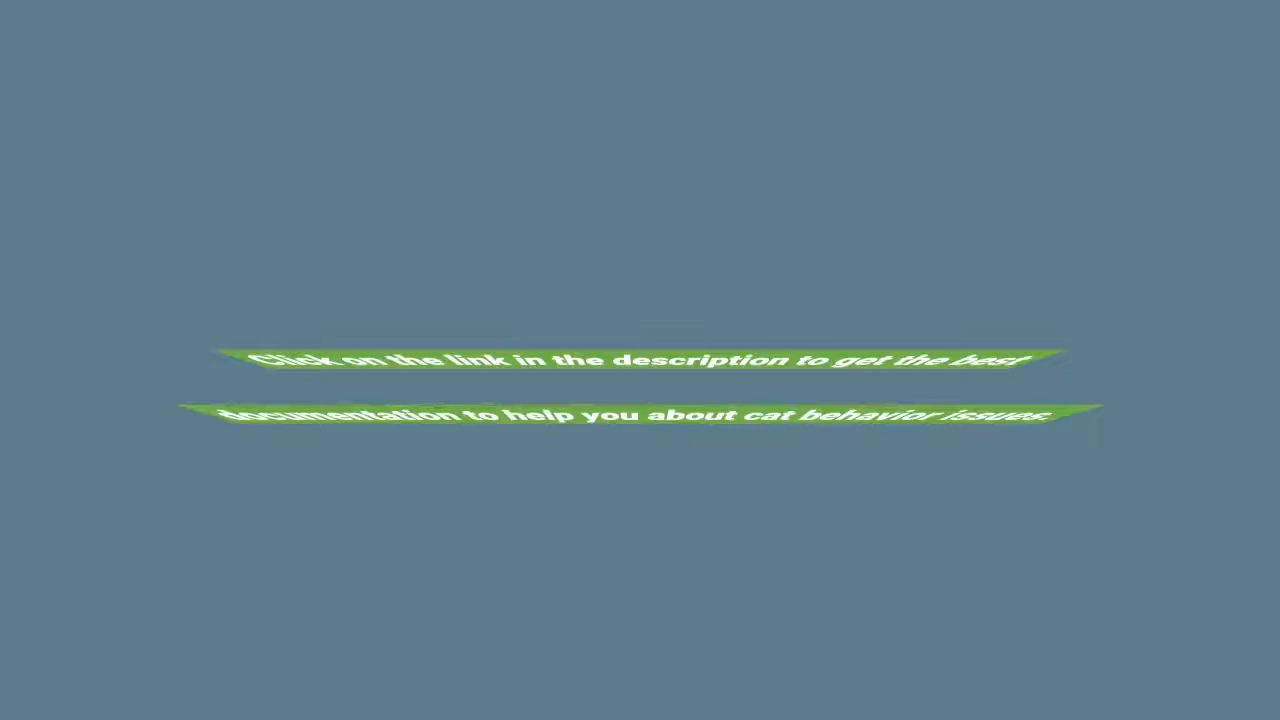 Click on the link in the description to get the best
documentation to help you about cat behavior issues.